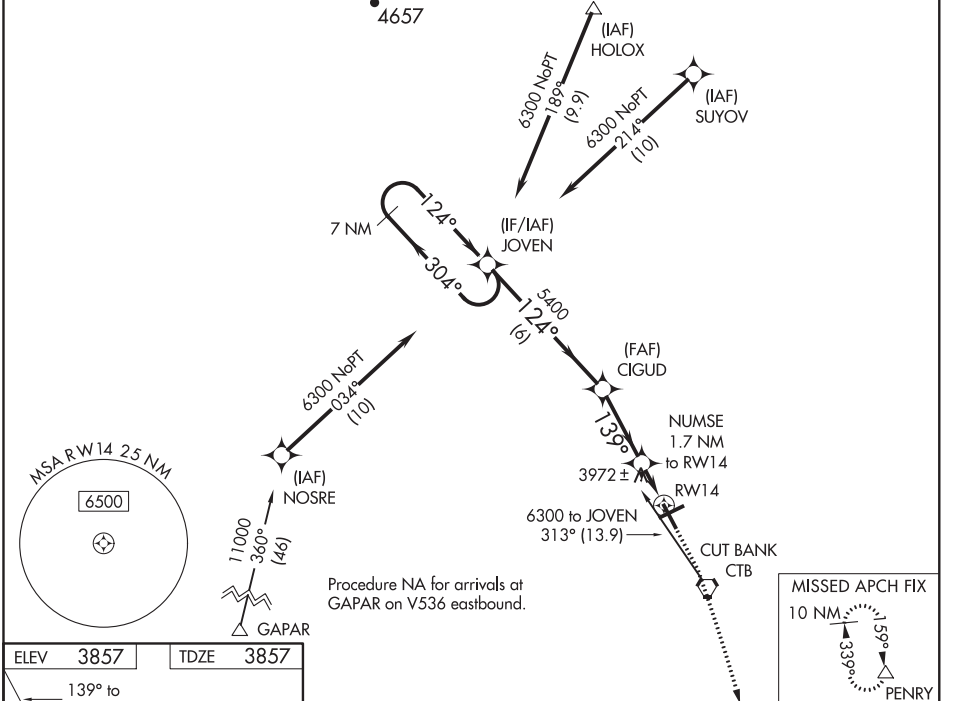 4657
(IAF)
HOLOX
6300 NoPT
189°
(9.9)
(IAF)
SUYOV
6300 NoPT
214°
(10)
7 NM
124°
304°
(IF/IAF)
JOVEN
5400
124°
(6)
(FAF)
CIGUD
6300 NoPT
034°
(10)
139°
NUMSE
1.7 NM
to RW14
3972 ±
RW14
MSA RW14 25 NM
6500
(IAF)
NOSRE
6300 to JOVEN
313° (13.9)
11000
360°
(46)
CUT BANK
CTB
Procedure NA for arrivals at
GAPAR on V536 eastbound.
GAPAR
MISSED APCH FIX
10 NM
159°
339°
PENRY
ELEV 3857
TDZE 3857
139° to